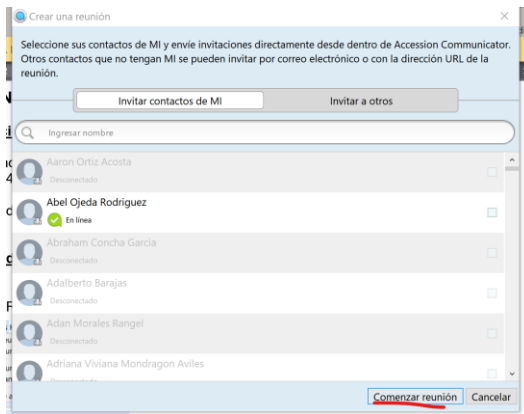 Crear una reunión
Seleccione sus contactos de MI y envíe invitaciones directamente desde dentro de Accession Communicator.
Otros contactos que no tengan MI se pueden invitar por correo electrónico o con la dirección URL de la
reunión.
Invitar contactos de MI
Invitar a otros
Ingresar nombre
Aaron Ortiz Acosta
Desconectado
Abel Ojeda Rodriguez
En línea
Abraham Concha Garcia
Desconectado
Adalberto Barajas
Desconectado
Adan Morales Rangel
Desconectado
Adriana Viviana Mondragon Aviles
Comenzar reunión
Cancelar